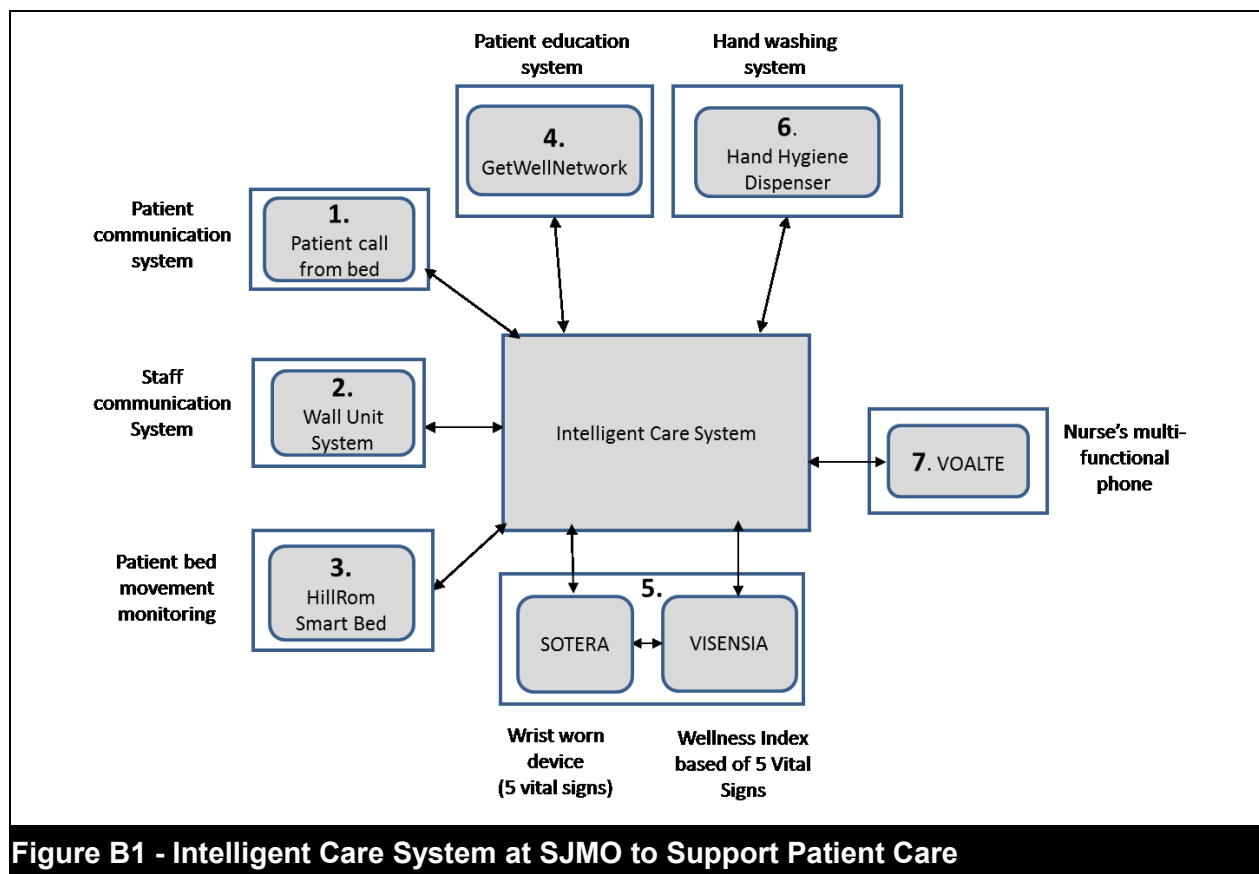 Patient education
system
Hand washing
system
4.
GetWellNetwork
6.
Hand Hygiene
Dispenser
Patient
communication
system
1.
Patient call
from bed
Staff
communication
System
2.
Wall Unit
System
Intelligent Care System
7. VOALTE
Nurse's multi-
functional
phone
Patient bed
movement
monitoring
3.
HillRom
Smart Bed
5.
SOTERA
VISENSIA
Wrist worn
device
(5 vital signs)
Wellness Index
based of 5 Vital
Signs
Figure B1 - Intelligent Care System at SJMO to Support Patient Care